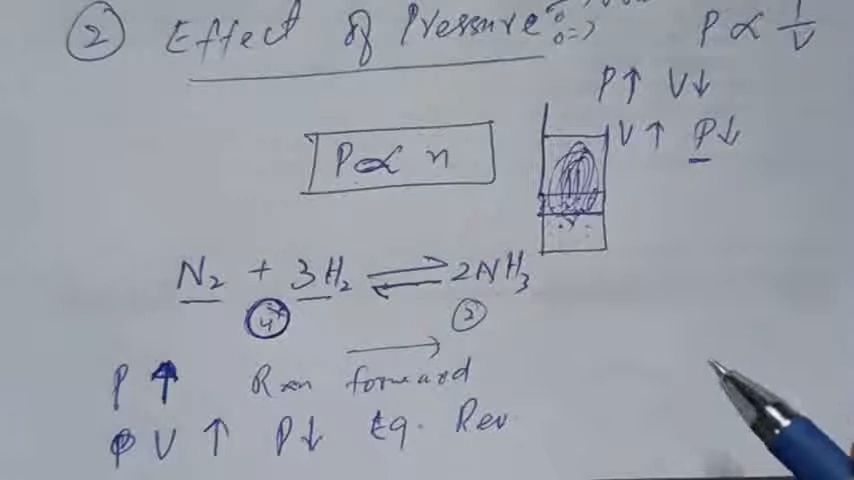 ② Effect of Pressure
P ∝ 1/V
P↑ V↓
V↑ P↓
P ∝ n
N₂ + 3H₂ ⇌ 2NH₃
④ ②
P ↑ Rxn forward →
V ↑ P↓ Eq. Rev